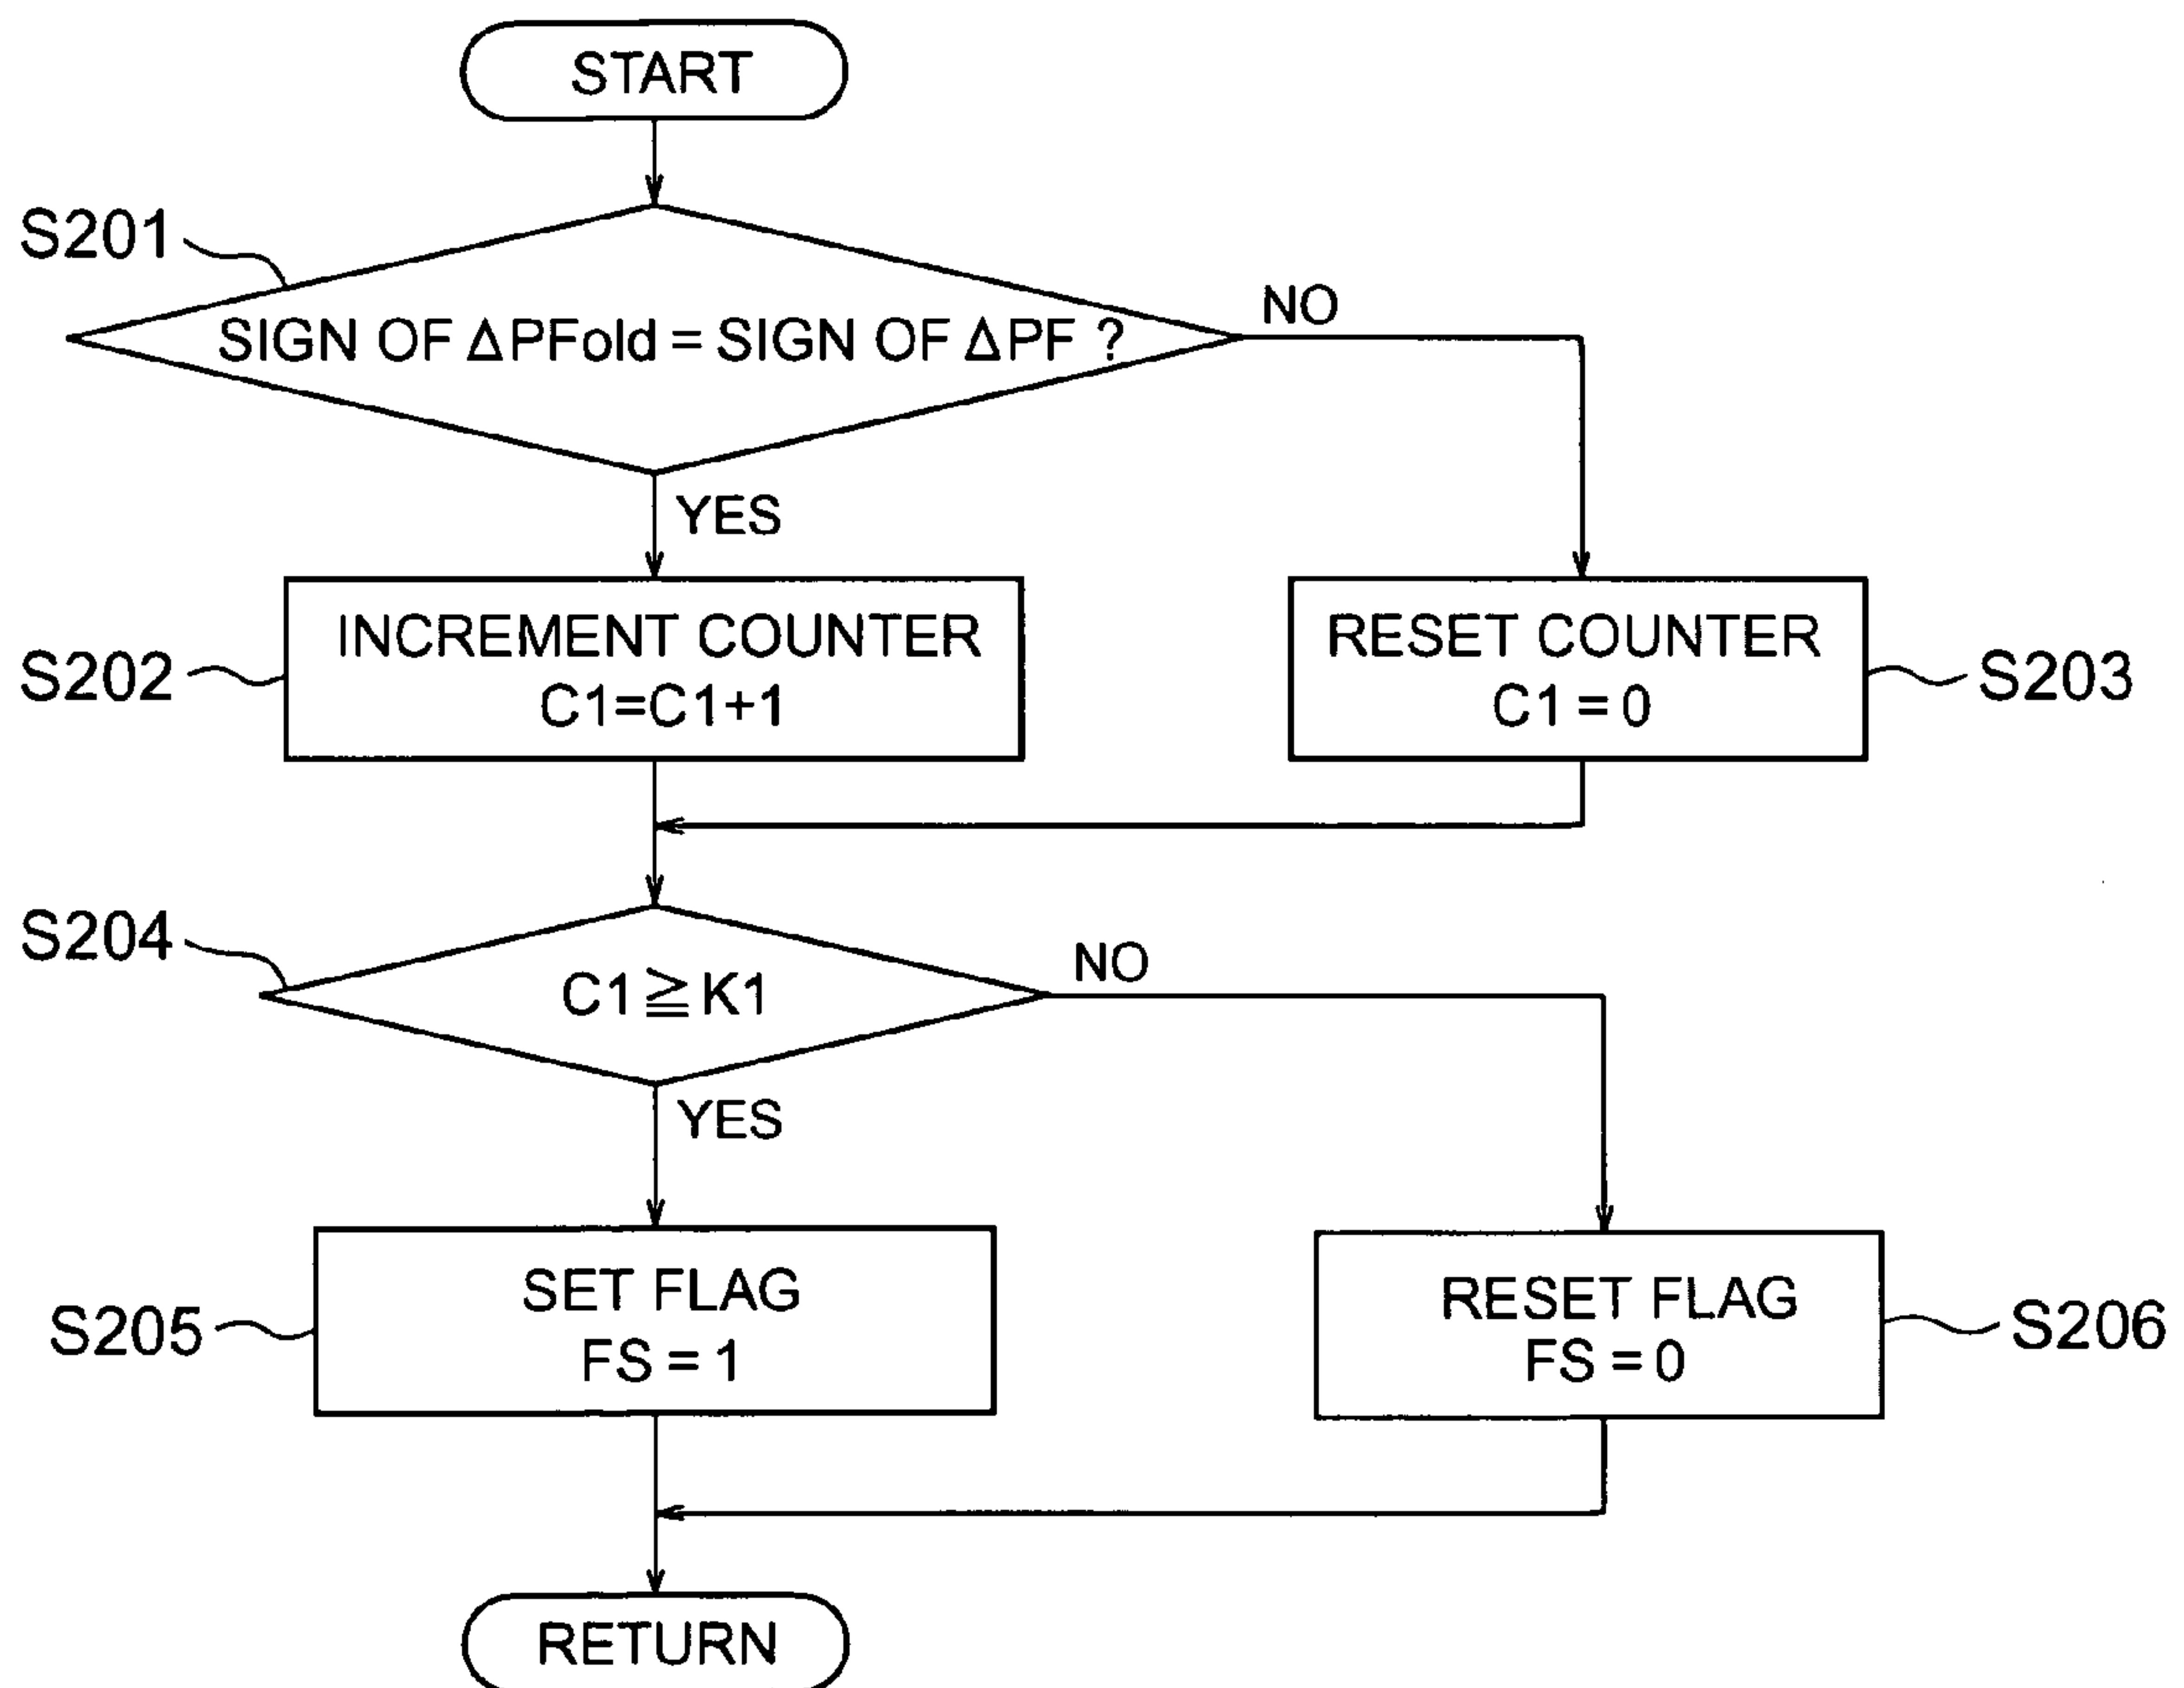 START
S201
SIGN OF ΔPFold = SIGN OF ΔPF ?
NO
YES
S202
INCREMENT COUNTER
C1=C1+1
RESET COUNTER
C1=0
S203
S204
C1≧K1
NO
YES
S205
SET FLAG
FS=1
RESET FLAG
FS=0
S206
RETURN